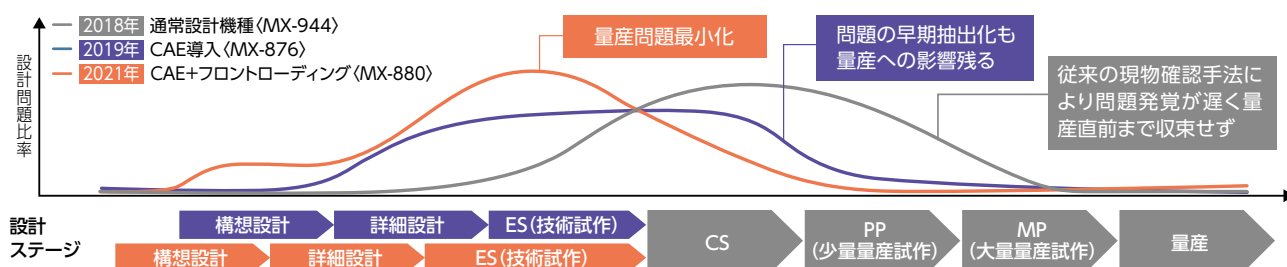 2018年 通常設計機種〈MX-944〉
2019年 CAE導入〈MX-876〉
2021年 CAE+フロントローディング〈MX-880〉
設計問題比率
量産問題最小化
問題の早期抽出化も
量産への影響残る
従来の現物確認手法に
より問題発覚が遅く量
産直前まで収束せず
設計
ステージ
構想設計
詳細設計
ES(技術試作)
構想設計
詳細設計
ES(技術試作)
CS
PP
(少量量産試作)
MP
(大量量産試作)
量産